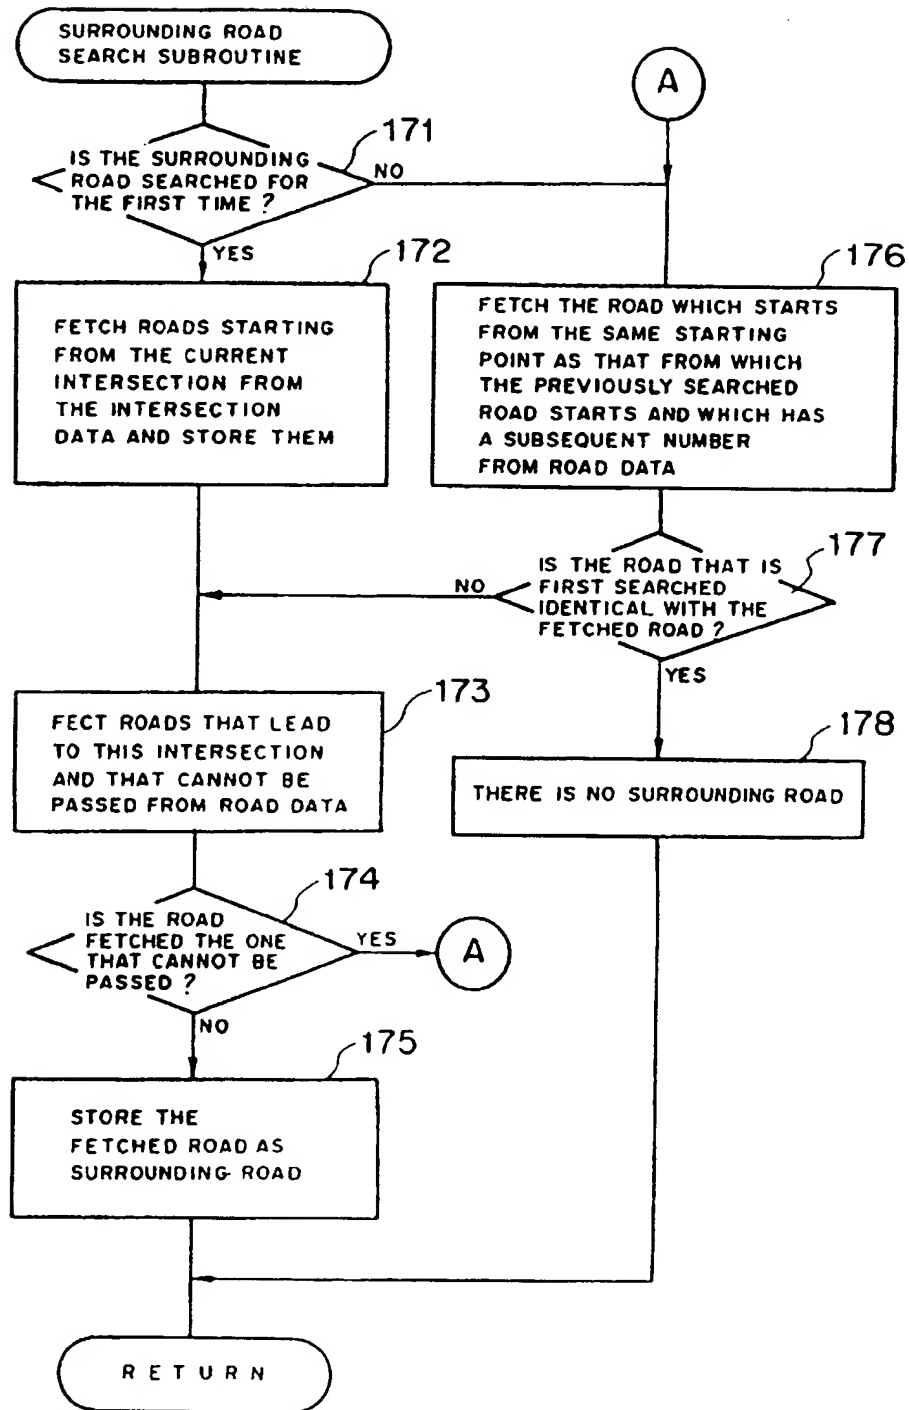 SURROUNDING ROAD
SEARCH SUBROUTINE
A
171
IS THE SURROUNDING
ROAD SEARCHED FOR
THE FIRST TIME ?
NO
YES
172
FETCH ROADS STARTING
FROM THE CURRENT
INTERSECTION FROM
THE INTERSECTION
DATA AND STORE THEM
176
FETCH THE ROAD WHICH STARTS
FROM THE SAME STARTING
POINT AS THAT FROM WHICH
THE PREVIOUSLY SEARCHED
ROAD STARTS AND WHICH HAS
A SUBSEQUENT NUMBER
FROM ROAD DATA
177
IS THE ROAD THAT IS
FIRST SEARCHED
IDENTICAL WITH THE
FETCHED ROAD ?
NO
YES
173
FECT ROADS THAT LEAD
TO THIS INTERSECTION
AND THAT CANNOT BE
PASSED FROM ROAD DATA
178
THERE IS NO SURROUNDING ROAD
174
IS THE ROAD
FETCHED THE ONE
THAT CANNOT BE
PASSED ?
YES
A
NO
175
STORE THE
FETCHED ROAD AS
SURROUNDING ROAD
RETURN